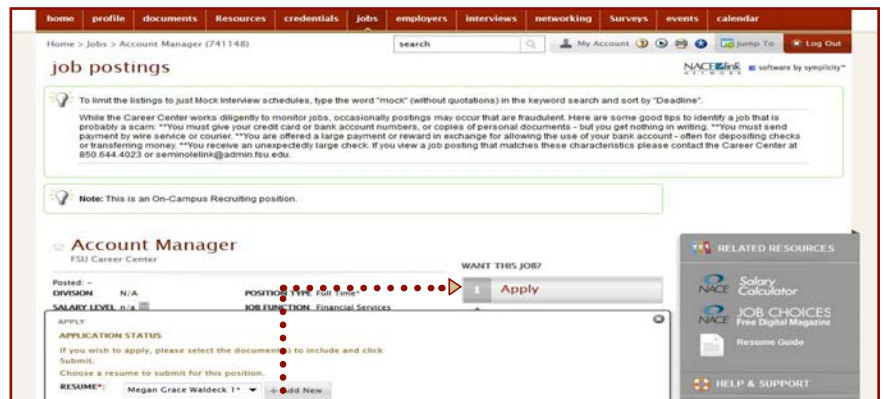 home profile documents Resources credentials jobs employers interviews networking Surveys events calendar
Home > Jobs > Account Manager (741148) search My Account Jump To Log Out
job postings
NACElink NETWORK software by symplicity™
To limit the listings to just Mock Interview schedules, type the word "mock" (without quotations) in the keyword search and sort by "Deadline".
While the Career Center works diligently to monitor jobs, occasionally postings may occur that are fraudulent. Here are some good tips to identify a job that is
probably a scam: **You must give your credit card or bank account numbers, or copies of personal documents - but you get nothing in writing. **You must send
payment by wire service or courier. **You are offered a large payment or reward in exchange for allowing the use of your bank account - often for depositing checks
or transferring money. **You receive an unexpectedly large check. If you view a job posting that matches these characteristics please contact the Career Center at
850.644.4023 or seminolelink@admin.fsu.edu.
Note: This is an On-Campus Recruiting position.
Account Manager
FSU Career Center
WANT THIS JOB?
1 Apply
Posted: -
DIVISION N/A POSITION TYPE Full Time*
SALARY LEVEL n/a JOB FUNCTION Financial Services
APPLY
APPLICATION STATUS
If you wish to apply, please select the document(s) to include and click
Submit.
Choose a resume to submit for this position.
RESUME*: Megan Grace Waldeck 1* + Add New
RELATED RESOURCES
NACE Salary Calculator
NACE JOB CHOICES Free Digital Magazine
Resume Guide
HELP & SUPPORT